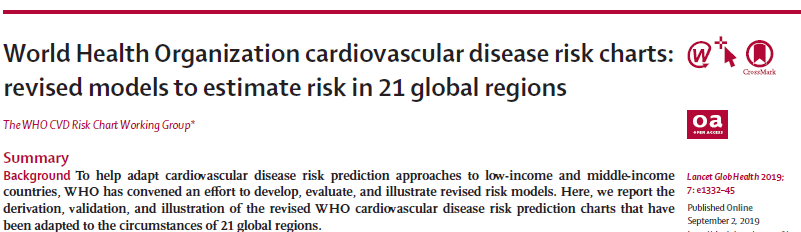 World Health Organization cardiovascular disease risk charts:
revised models to estimate risk in 21 global regions
W
CrossMark
The WHO CVD Risk Chart Working Group*
oa
OPEN ACCESS
Summary
Background To help adapt cardiovascular disease risk prediction approaches to low-income and middle-income
countries, WHO has convened an effort to develop, evaluate, and illustrate revised risk models. Here, we report the
derivation, validation, and illustration of the revised WHO cardiovascular disease risk prediction charts that have
been adapted to the circumstances of 21 global regions.
Lancet Glob Health 2019;
7: e1332–45
Published Online
September 2, 2019